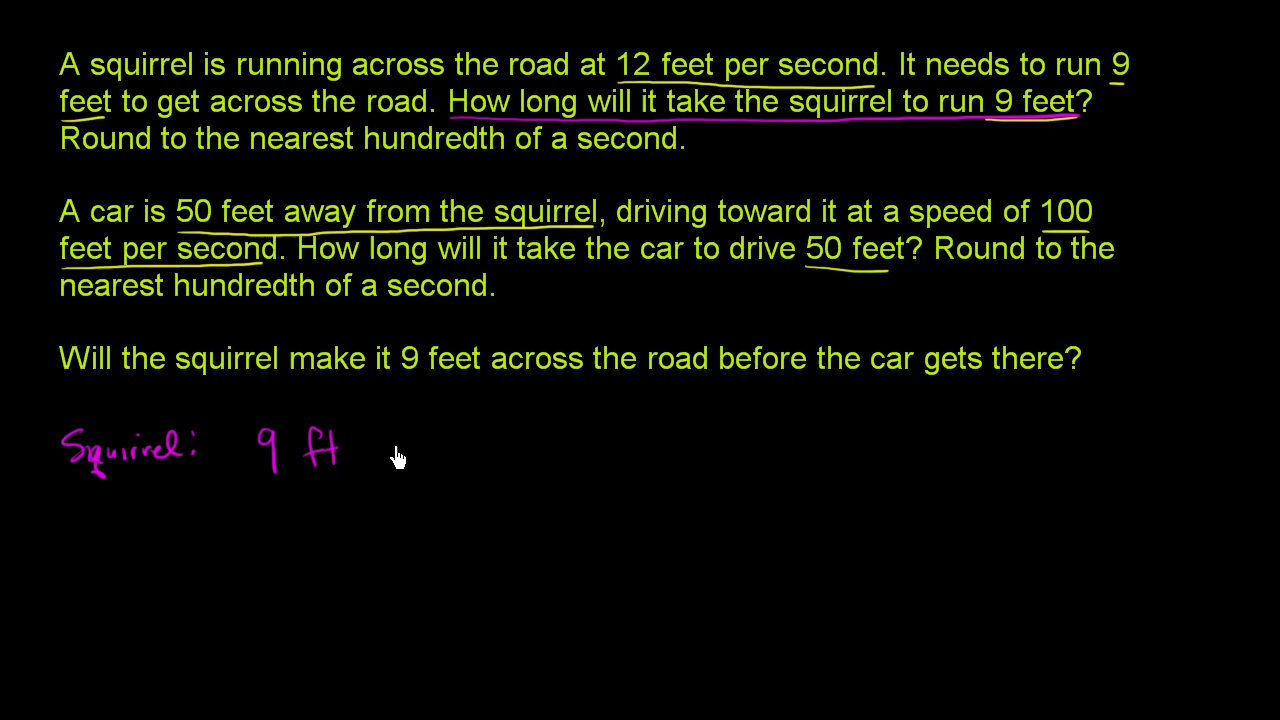 A squirrel is running across the road at 12 feet per second. It needs to run 9
feet to get across the road. How long will it take the squirrel to run 9 feet?
Round to the nearest hundredth of a second.
A car is 50 feet away from the squirrel, driving toward it at a speed of 100
feet per second. How long will it take the car to drive 50 feet? Round to the
nearest hundredth of a second.
Will the squirrel make it 9 feet across the road before the car gets there?
Squirrel: 9 ft